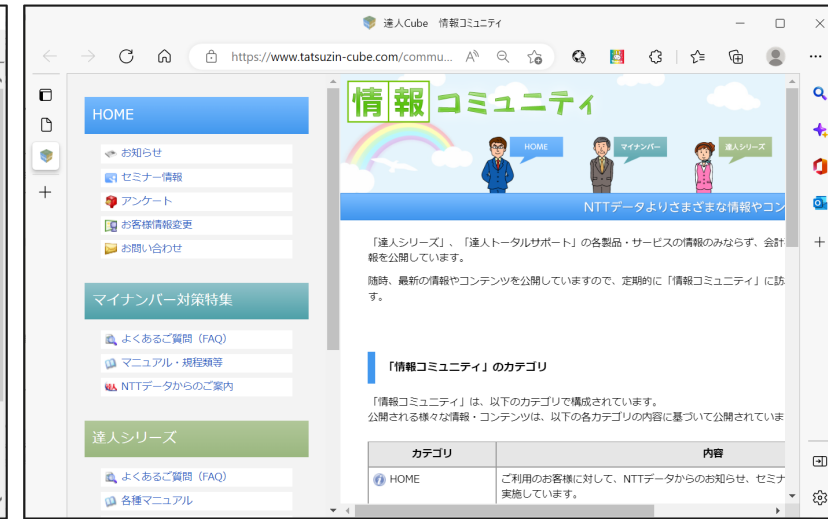 達人Cube　情報コミュニティ
https://www.tatsuzin-cube.com/commu...
HOME
お知らせ
セミナー情報
アンケート
お客様情報変更
お問い合わせ
マイナンバー対策特集
よくあるご質問（FAQ）
マニュアル・規程類等
NTTデータからのご案内
達人シリーズ
よくあるご質問（FAQ）
各種マニュアル
情報コミュニティ
HOME
マイナンバー
達人シリーズ
NTTデータよりさまざまな情報やコン
「達人シリーズ」、「達人トータルサポート」の各製品・サービスの情報のみならず、会計
報を公開しています。
随時、最新の情報やコンテンツを公開していますので、定期的に「情報コミュニティ」に訪
す。
「情報コミュニティ」のカテゴリ
「情報コミュニティ」は、以下のカテゴリで構成されています。
公開される様々な情報・コンテンツは、以下の各カテゴリの内容に基づいて公開されていま
カテゴリ
内容
HOME
ご利用のお客様に対して、NTTデータからのお知らせ、セミナ
実施しています。